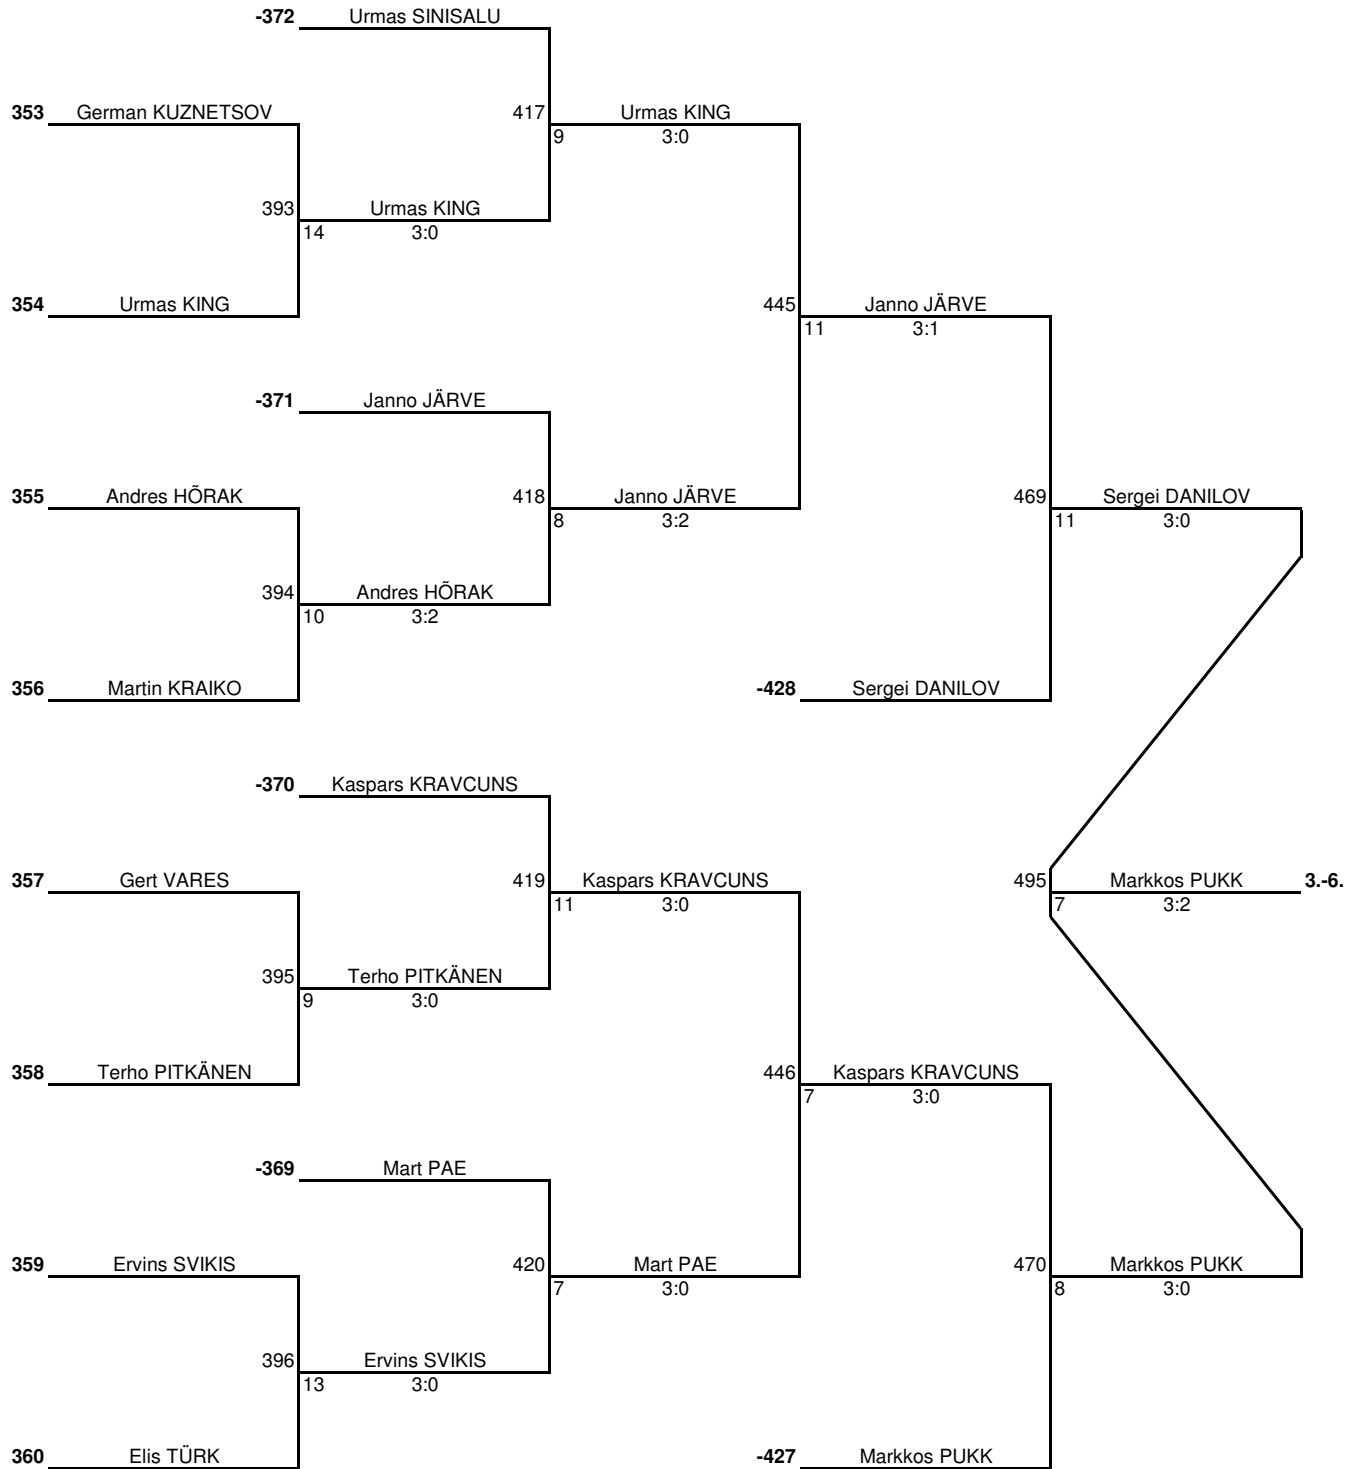 -372 Urmas SINISALU
353 German KUZNETSOV 417 Urmas KING
9 3:0
393 Urmas KING
14 3:0
354 Urmas KING 445 Janno JÄRVE
11 3:1
-371 Janno JÄRVE
355 Andres HÕRAK 418 Janno JÄRVE 469 Sergei DANILOV
8 3:2 11 3:0
394 Andres HÕRAK
10 3:2
356 Martin KRAIKO -428 Sergei DANILOV
-370 Kaspars KRAVCUNS
357 Gert VARES 419 Kaspars KRAVCUNS 495 Markkos PUKK 3.-6.
11 3:0 7 3:2
395 Terho PITKÄNEN
9 3:0
358 Terho PITKÄNEN 446 Kaspars KRAVCUNS
7 3:0
-369 Mart PAE
359 Ervins SVIKIS 420 Mart PAE 470 Markkos PUKK
7 3:0 8 3:0
396 Ervins SVIKIS
13 3:0
360 Elis TÜRK -427 Markkos PUKK